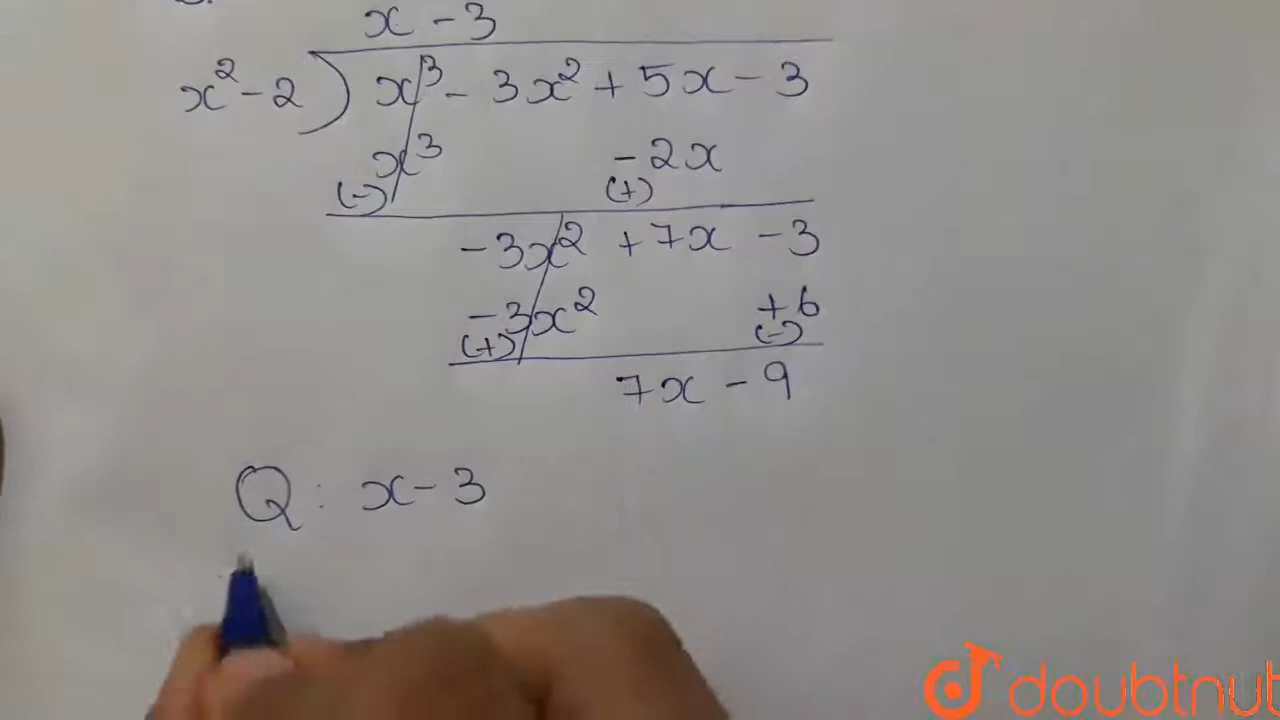 x - 3
x² - 2 ) x³ - 3x² + 5x - 3
x³ - 2x
(-) (+)
-3x² + 7x - 3
-3x² + 6
(+) (-)
7x - 9
Q : x - 3
doubtnut